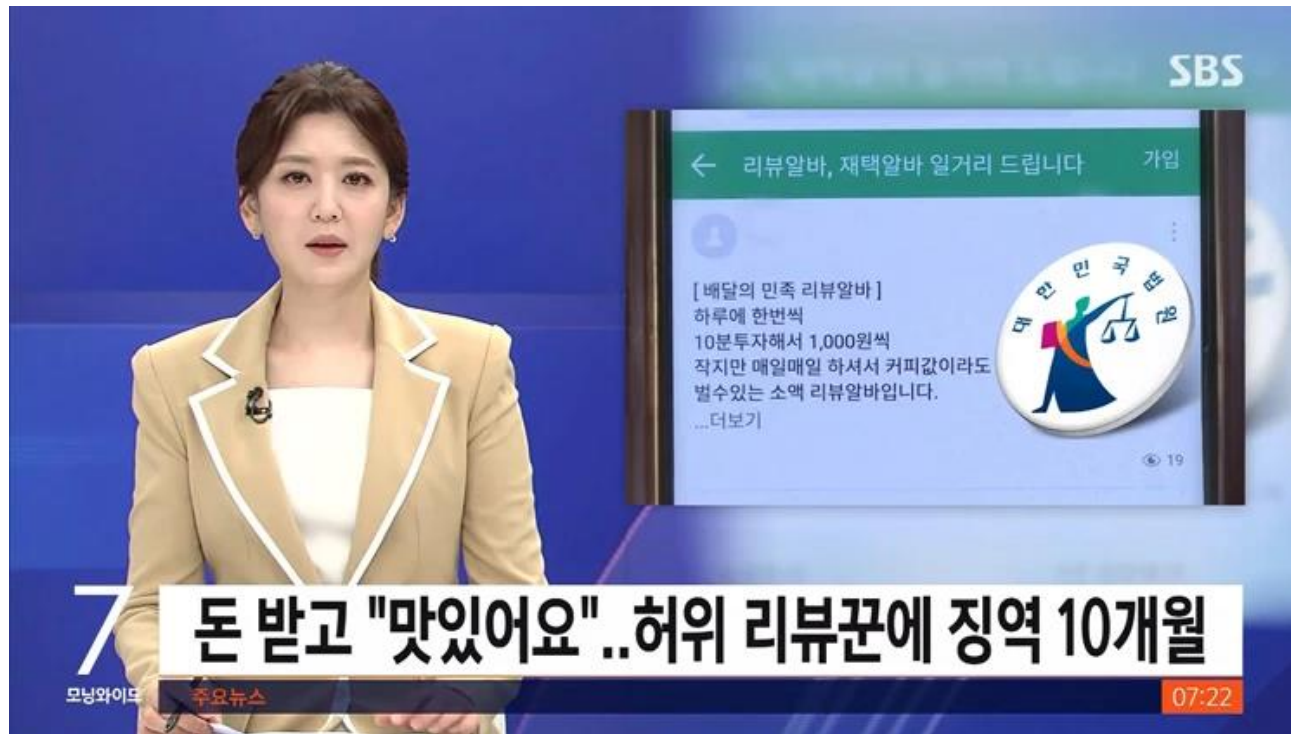 SBS
← 리뷰알바, 재택알바 일거리 드립니다 가입
[ 배달의 민족 리뷰알바 ]
하루에 한번씩
10분투자해서 1,000원씩
작지만 매일매일 하셔서 커피값이라도
벌수있는 소액 리뷰알바입니다.
...더보기
19
대한민국법원
7 돈 받고 "맛있어요"..허위 리뷰꾼에 징역 10개월
모닝와이드 주요뉴스 07:22